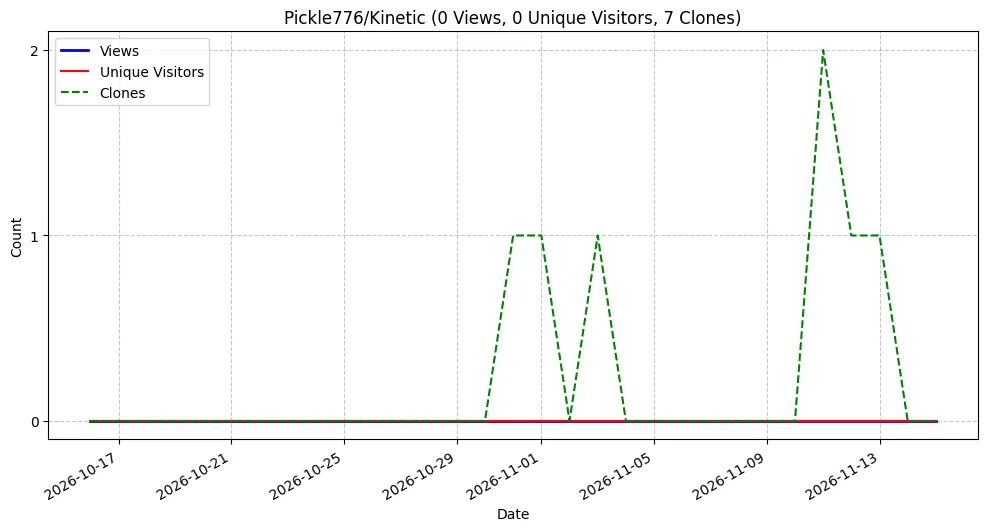 Pickle776/Kinetic (0 Views, 0 Unique Visitors, 7 Clones)
Views
Unique Visitors
Clones
2
1
0
Count
2026-10-17
2026-10-21
2026-10-25
2026-10-29
2026-11-01
2026-11-05
2026-11-09
2026-11-13
Date